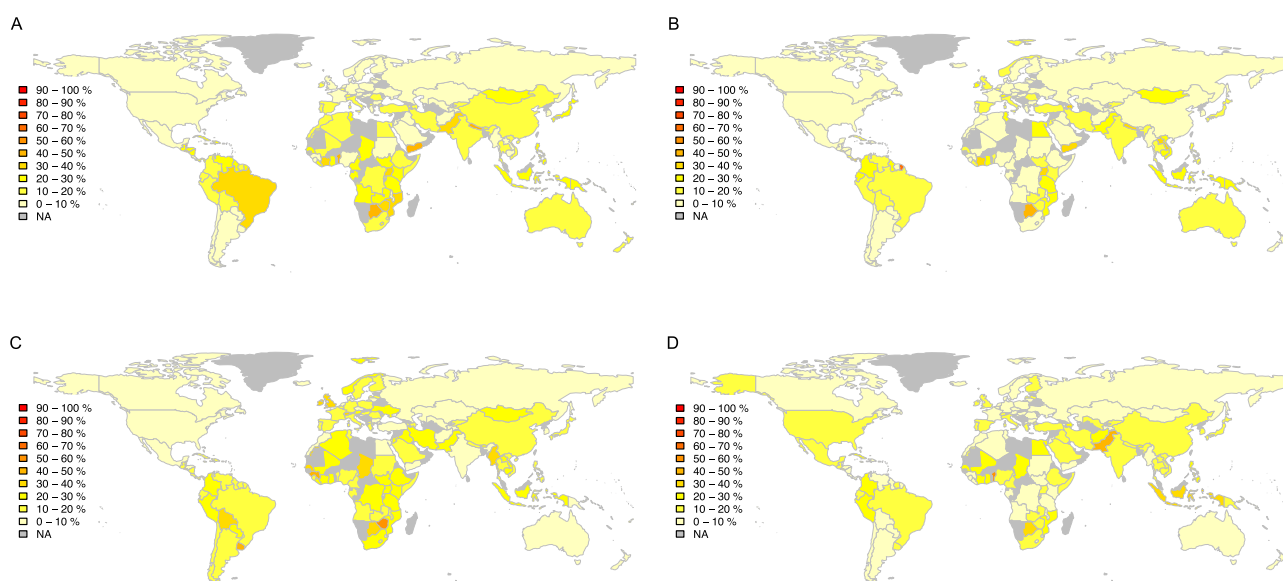 A
90 – 100 %
80 – 90 %
70 – 80 %
60 – 70 %
50 – 60 %
40 – 50 %
30 – 40 %
20 – 30 %
10 – 20 %
0 – 10 %
NA
B
90 – 100 %
80 – 90 %
70 – 80 %
60 – 70 %
50 – 60 %
40 – 50 %
30 – 40 %
20 – 30 %
10 – 20 %
0 – 10 %
NA
C
90 – 100 %
80 – 90 %
70 – 80 %
60 – 70 %
50 – 60 %
40 – 50 %
30 – 40 %
20 – 30 %
10 – 20 %
0 – 10 %
NA
D
90 – 100 %
80 – 90 %
70 – 80 %
60 – 70 %
50 – 60 %
40 – 50 %
30 – 40 %
20 – 30 %
10 – 20 %
0 – 10 %
NA